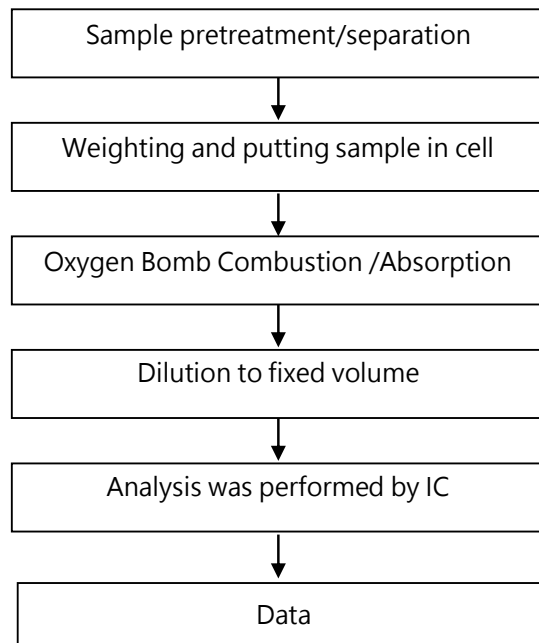 Sample pretreatment/separation
Weighting and putting sample in cell
Oxygen Bomb Combustion /Absorption
Dilution to fixed volume
Analysis was performed by IC
Data